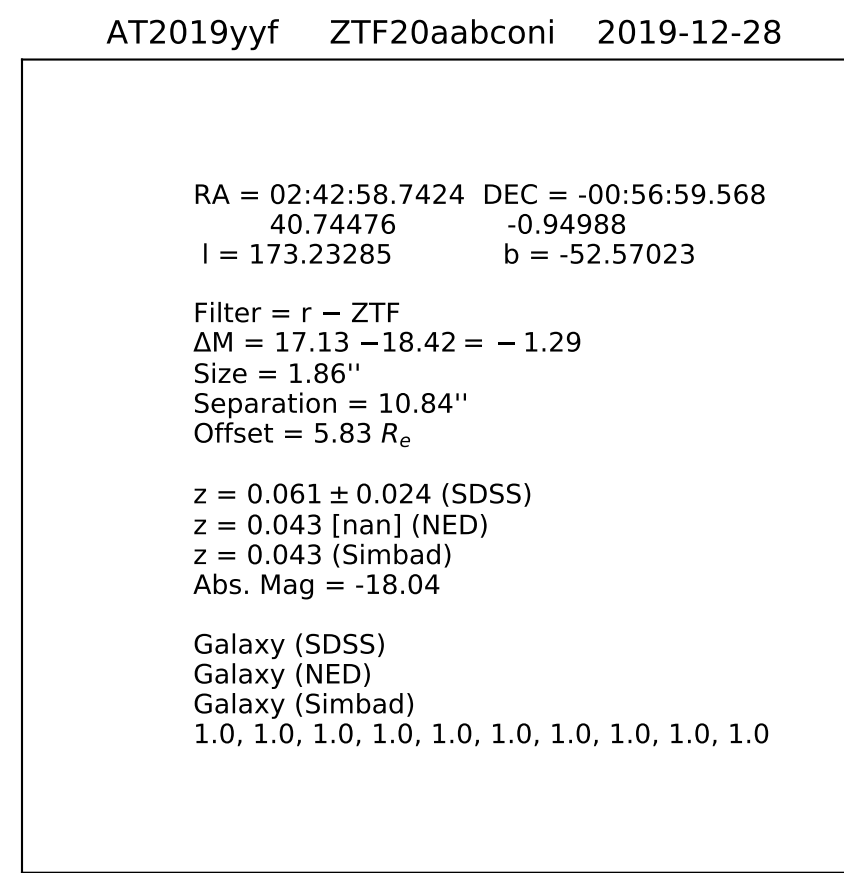 AT2019yyf ZTF20aabconi 2019-12-28
RA = 02:42:58.7424 DEC = -00:56:59.568
40.74476 -0.94988
l = 173.23285 b = -52.57023
Filter = r − ZTF
ΔM = 17.13 −18.42 = − 1.29
Size = 1.86''
Separation = 10.84''
Offset = 5.83 Rₑ
z = 0.061 ± 0.024 (SDSS)
z = 0.043 [nan] (NED)
z = 0.043 (Simbad)
Abs. Mag = -18.04
Galaxy (SDSS)
Galaxy (NED)
Galaxy (Simbad)
1.0, 1.0, 1.0, 1.0, 1.0, 1.0, 1.0, 1.0, 1.0, 1.0